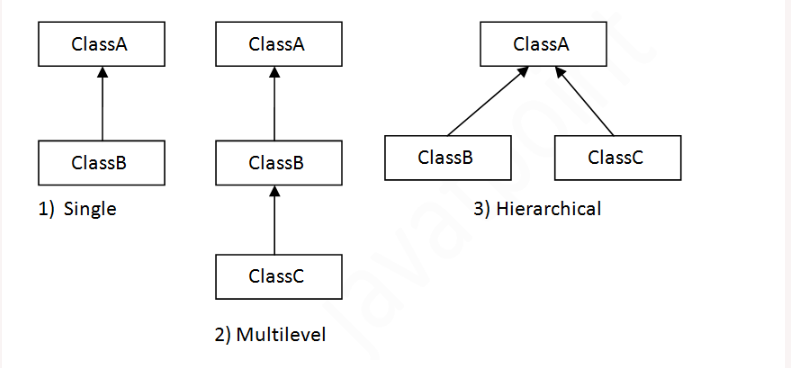 ClassA
ClassB
1) Single
ClassA
ClassB
ClassC
2) Multilevel
ClassA
ClassB
ClassC
3) Hierarchical